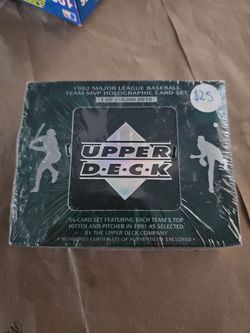 1992 MAJOR LEAGUE BASEBALL
TEAM MVP HOLOGRAPHIC CARD SET
1 OF 216,000 SETS
$25
UPPER
D·E·C·K
54-CARD SET FEATURING EACH TEAM'S TOP
HITTER AND PITCHER IN 1991 AS SELECTED
BY THE UPPER DECK COMPANY
• NUMBERED CERTIFICATE OF AUTHENTICITY ENCLOSED •